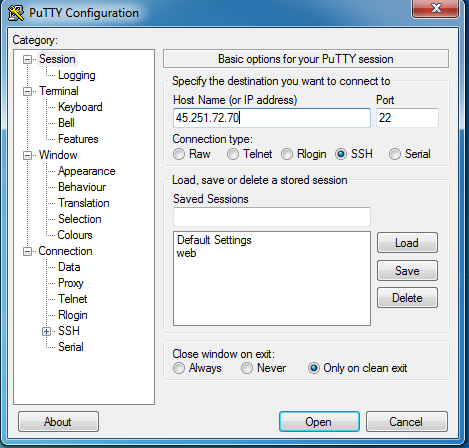 PuTTY Configuration
Category:
Session
Logging
Terminal
Keyboard
Bell
Features
Window
Appearance
Behaviour
Translation
Selection
Colours
Connection
Data
Proxy
Telnet
Rlogin
SSH
Serial
Basic options for your PuTTY session
Specify the destination you want to connect to
Host Name (or IP address) Port
45.251.72.70 22
Connection type:
Raw Telnet Rlogin SSH Serial
Load, save or delete a stored session
Saved Sessions
Default Settings
web
Load
Save
Delete
Close window on exit:
Always Never Only on clean exit
About Open Cancel